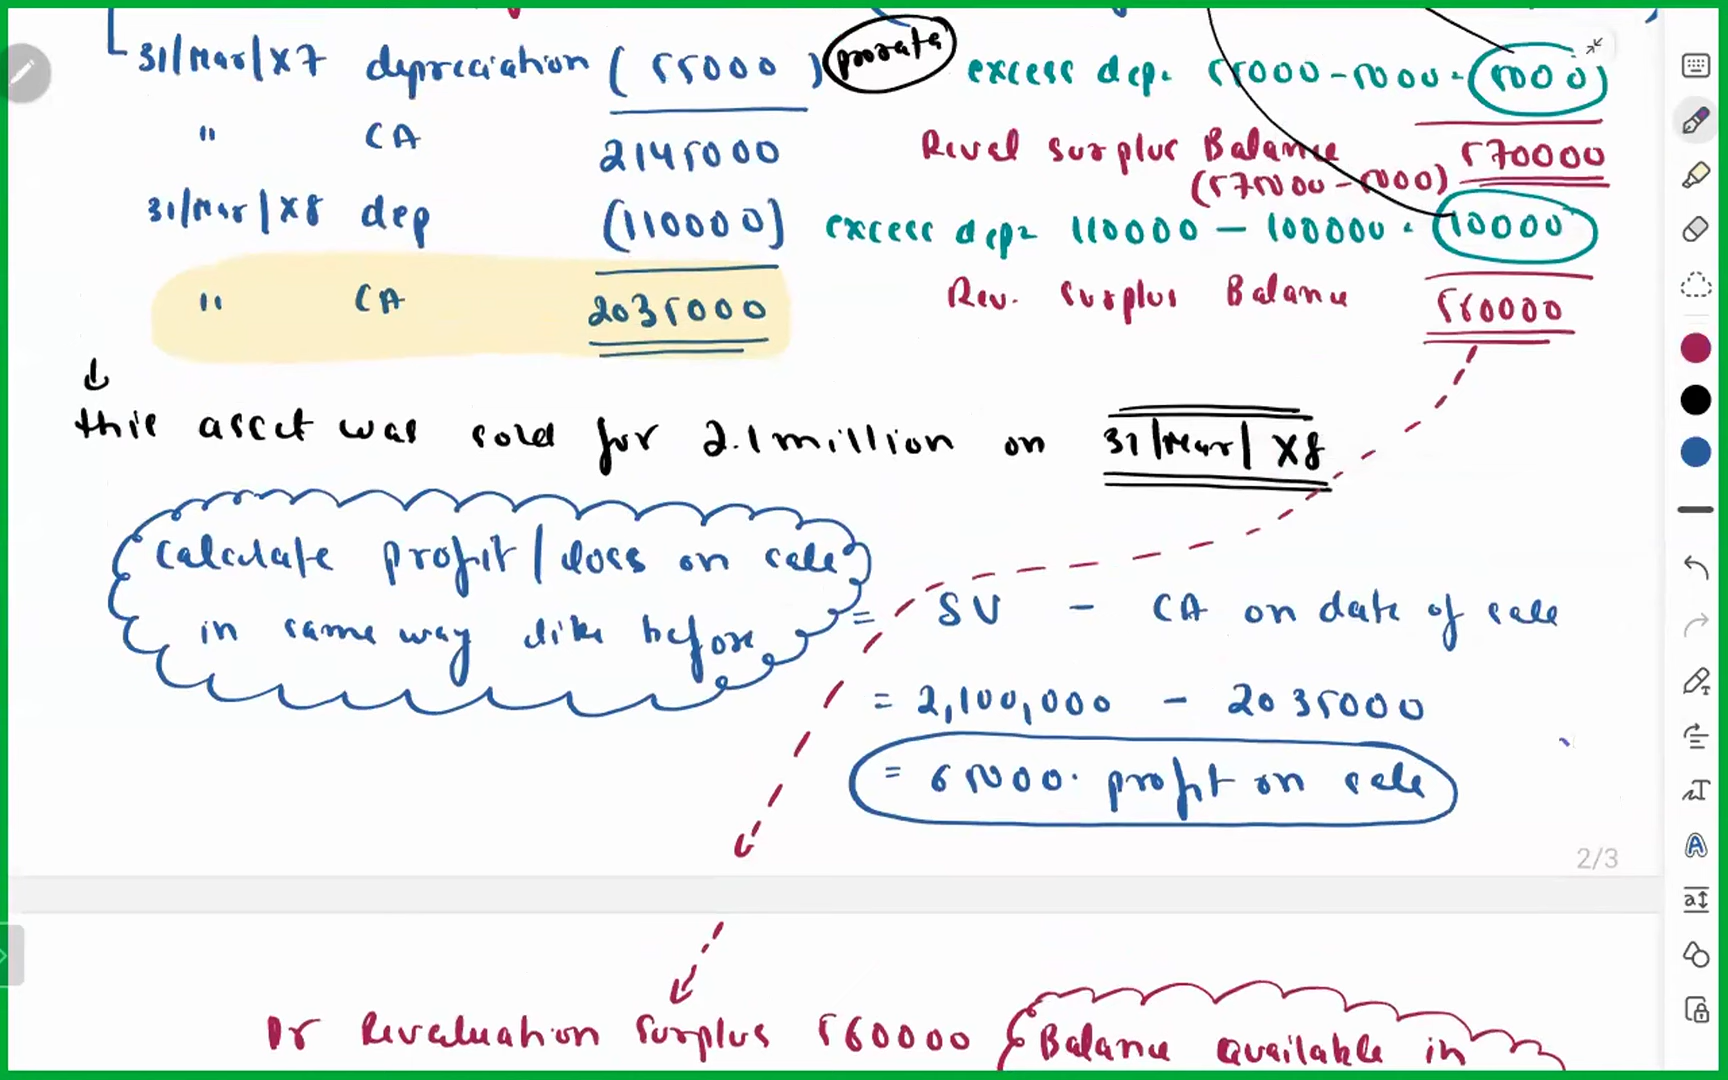 31/Mar/X7 depreciation (55000) prorata excess dep. 55000-5000. (5000)
" CA 2145000 Reval surplus Balance 570000
(575000-5000)
31/Mar/X8 dep (110000) excess dep= 110000 - 100000 . (10000)
" CA 2035000 Rev. surplus Balance 560000
this asset was sold for 2.1 million on 31/Mar/X8
Calculate profit/loss on sale
in same way like before
= SV - CA on date of sale
= 2,100,000 - 2035000
= 65000. profit on sale
2/3
Dr Revaluation surplus 560000 Balance available in